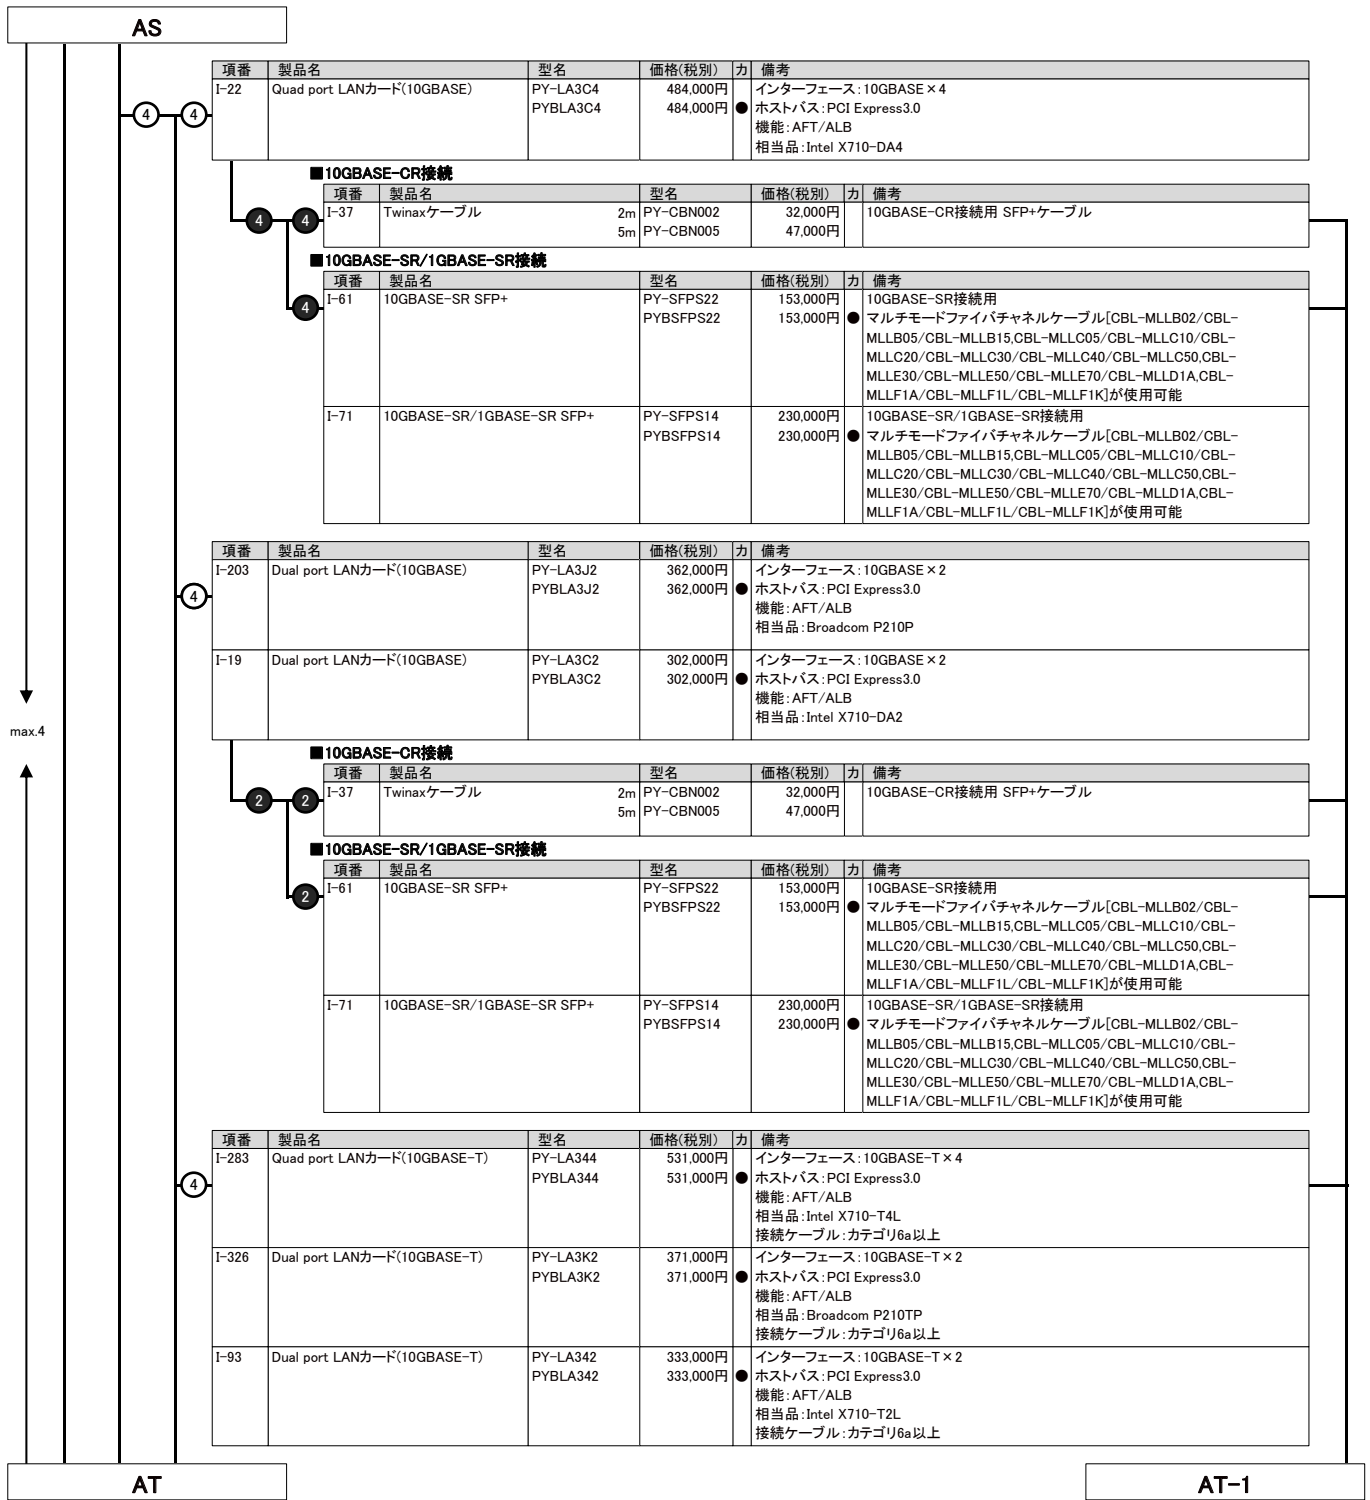 AS
項番 製品名 型名 価格(税別) カ 備考
I-22 Quad port LANカード(10GBASE) PY-LA3C4 484,000円 インターフェース:10GBASE×4
PYBLA3C4 484,000円 ● ホストバス:PCI Express3.0
機能:AFT/ALB
相当品:Intel X710-DA4
4 4
■10GBASE-CR接続
項番 製品名 型名 価格(税別) カ 備考
I-37 Twinaxケーブル 2m PY-CBN002 32,000円 10GBASE-CR接続用 SFP+ケーブル
5m PY-CBN005 47,000円
4 4
■10GBASE-SR/1GBASE-SR接続
項番 製品名 型名 価格(税別) カ 備考
I-61 10GBASE-SR SFP+ PY-SFPS22 153,000円 10GBASE-SR接続用
PYBSFPS22 153,000円 ● マルチモードファイバチャネルケーブル[CBL-MLLB02/CBL-
MLLB05/CBL-MLLB15,CBL-MLLC05/CBL-MLLC10/CBL-
MLLC20/CBL-MLLC30/CBL-MLLC40/CBL-MLLC50,CBL-
MLLE30/CBL-MLLE50/CBL-MLLE70/CBL-MLLD1A,CBL-
MLLF1A/CBL-MLLF1L/CBL-MLLF1K]が使用可能
4
I-71 10GBASE-SR/1GBASE-SR SFP+ PY-SFPS14 230,000円 10GBASE-SR/1GBASE-SR接続用
PYBSFPS14 230,000円 ● マルチモードファイバチャネルケーブル[CBL-MLLB02/CBL-
MLLB05/CBL-MLLB15,CBL-MLLC05/CBL-MLLC10/CBL-
MLLC20/CBL-MLLC30/CBL-MLLC40/CBL-MLLC50,CBL-
MLLE30/CBL-MLLE50/CBL-MLLE70/CBL-MLLD1A,CBL-
MLLF1A/CBL-MLLF1L/CBL-MLLF1K]が使用可能
項番 製品名 型名 価格(税別) カ 備考
I-203 Dual port LANカード(10GBASE) PY-LA3J2 362,000円 インターフェース:10GBASE×2
PYBLA3J2 362,000円 ● ホストバス:PCI Express3.0
機能:AFT/ALB
相当品:Broadcom P210P
4
I-19 Dual port LANカード(10GBASE) PY-LA3C2 302,000円 インターフェース:10GBASE×2
PYBLA3C2 302,000円 ● ホストバス:PCI Express3.0
機能:AFT/ALB
相当品:Intel X710-DA2
max.4
■10GBASE-CR接続
項番 製品名 型名 価格(税別) カ 備考
I-37 Twinaxケーブル 2m PY-CBN002 32,000円 10GBASE-CR接続用 SFP+ケーブル
5m PY-CBN005 47,000円
2 2
■10GBASE-SR/1GBASE-SR接続
項番 製品名 型名 価格(税別) カ 備考
I-61 10GBASE-SR SFP+ PY-SFPS22 153,000円 10GBASE-SR接続用
PYBSFPS22 153,000円 ● マルチモードファイバチャネルケーブル[CBL-MLLB02/CBL-
MLLB05/CBL-MLLB15,CBL-MLLC05/CBL-MLLC10/CBL-
MLLC20/CBL-MLLC30/CBL-MLLC40/CBL-MLLC50,CBL-
MLLE30/CBL-MLLE50/CBL-MLLE70/CBL-MLLD1A,CBL-
MLLF1A/CBL-MLLF1L/CBL-MLLF1K]が使用可能
2
I-71 10GBASE-SR/1GBASE-SR SFP+ PY-SFPS14 230,000円 10GBASE-SR/1GBASE-SR接続用
PYBSFPS14 230,000円 ● マルチモードファイバチャネルケーブル[CBL-MLLB02/CBL-
MLLB05/CBL-MLLB15,CBL-MLLC05/CBL-MLLC10/CBL-
MLLC20/CBL-MLLC30/CBL-MLLC40/CBL-MLLC50,CBL-
MLLE30/CBL-MLLE50/CBL-MLLE70/CBL-MLLD1A,CBL-
MLLF1A/CBL-MLLF1L/CBL-MLLF1K]が使用可能
項番 製品名 型名 価格(税別) カ 備考
I-283 Quad port LANカード(10GBASE-T) PY-LA344 531,000円 インターフェース:10GBASE-T×4
PYBLA344 531,000円 ● ホストバス:PCI Express3.0
機能:AFT/ALB
相当品:Intel X710-T4L
接続ケーブル:カテゴリ6a以上
4
I-326 Dual port LANカード(10GBASE-T) PY-LA3K2 371,000円 インターフェース:10GBASE-T×2
PYBLA3K2 371,000円 ● ホストバス:PCI Express3.0
機能:AFT/ALB
相当品:Broadcom P210TP
接続ケーブル:カテゴリ6a以上
I-93 Dual port LANカード(10GBASE-T) PY-LA342 333,000円 インターフェース:10GBASE-T×2
PYBLA342 333,000円 ● ホストバス:PCI Express3.0
機能:AFT/ALB
相当品:Intel X710-T2L
接続ケーブル:カテゴリ6a以上
AT AT-1